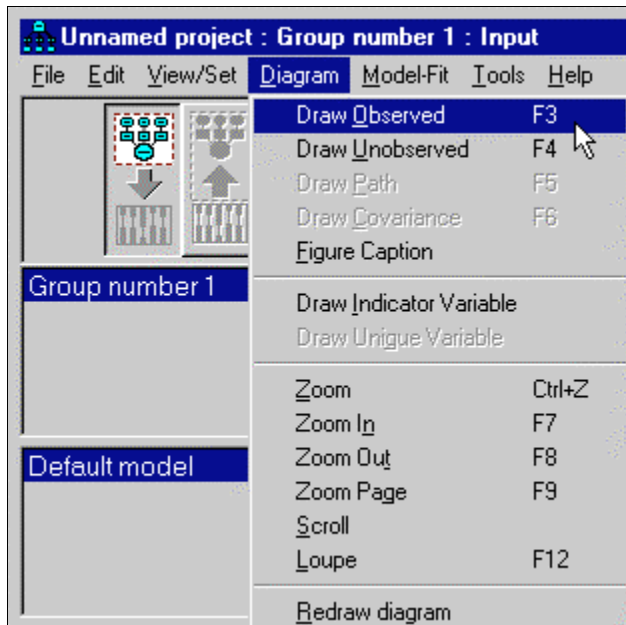 Unnamed project : Group number 1 : Input
File Edit View/Set Diagram Model-Fit Tools Help
Draw Observed F3
Draw Unobserved F4
Draw Path F5
Draw Covariance F6
Figure Caption
Group number 1
Draw Indicator Variable
Draw Unigue Variable
Zoom Ctrl+Z
Zoom In F7
Default model
Zoom Out F8
Zoom Page F9
Scroll
Loupe F12
Redraw diagram